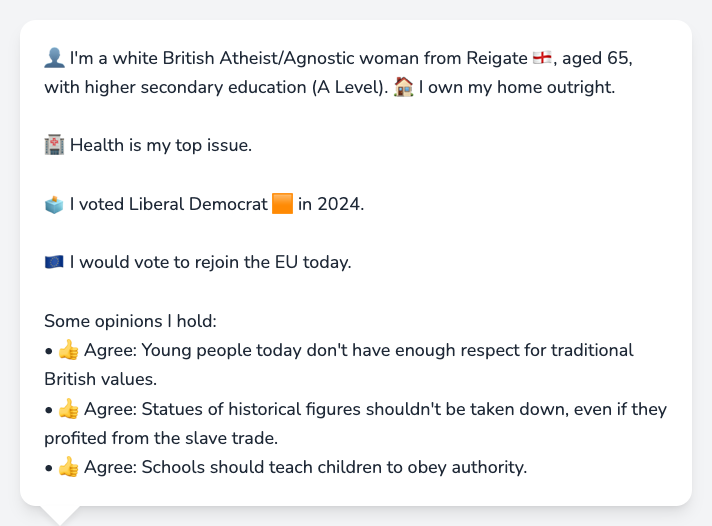 👤 I'm a white British Atheist/Agnostic woman from Reigate 🏴󠁧󠁢󠁥󠁮󠁧󠁿, aged 65,
with higher secondary education (A Level). 🏠 I own my home outright.
🏥 Health is my top issue.
🗳️ I voted Liberal Democrat 🟧 in 2024.
🇪🇺 I would vote to rejoin the EU today.
Some opinions I hold:
• 👍 Agree: Young people today don't have enough respect for traditional
British values.
• 👍 Agree: Statues of historical figures shouldn't be taken down, even if they
profited from the slave trade.
• 👍 Agree: Schools should teach children to obey authority.